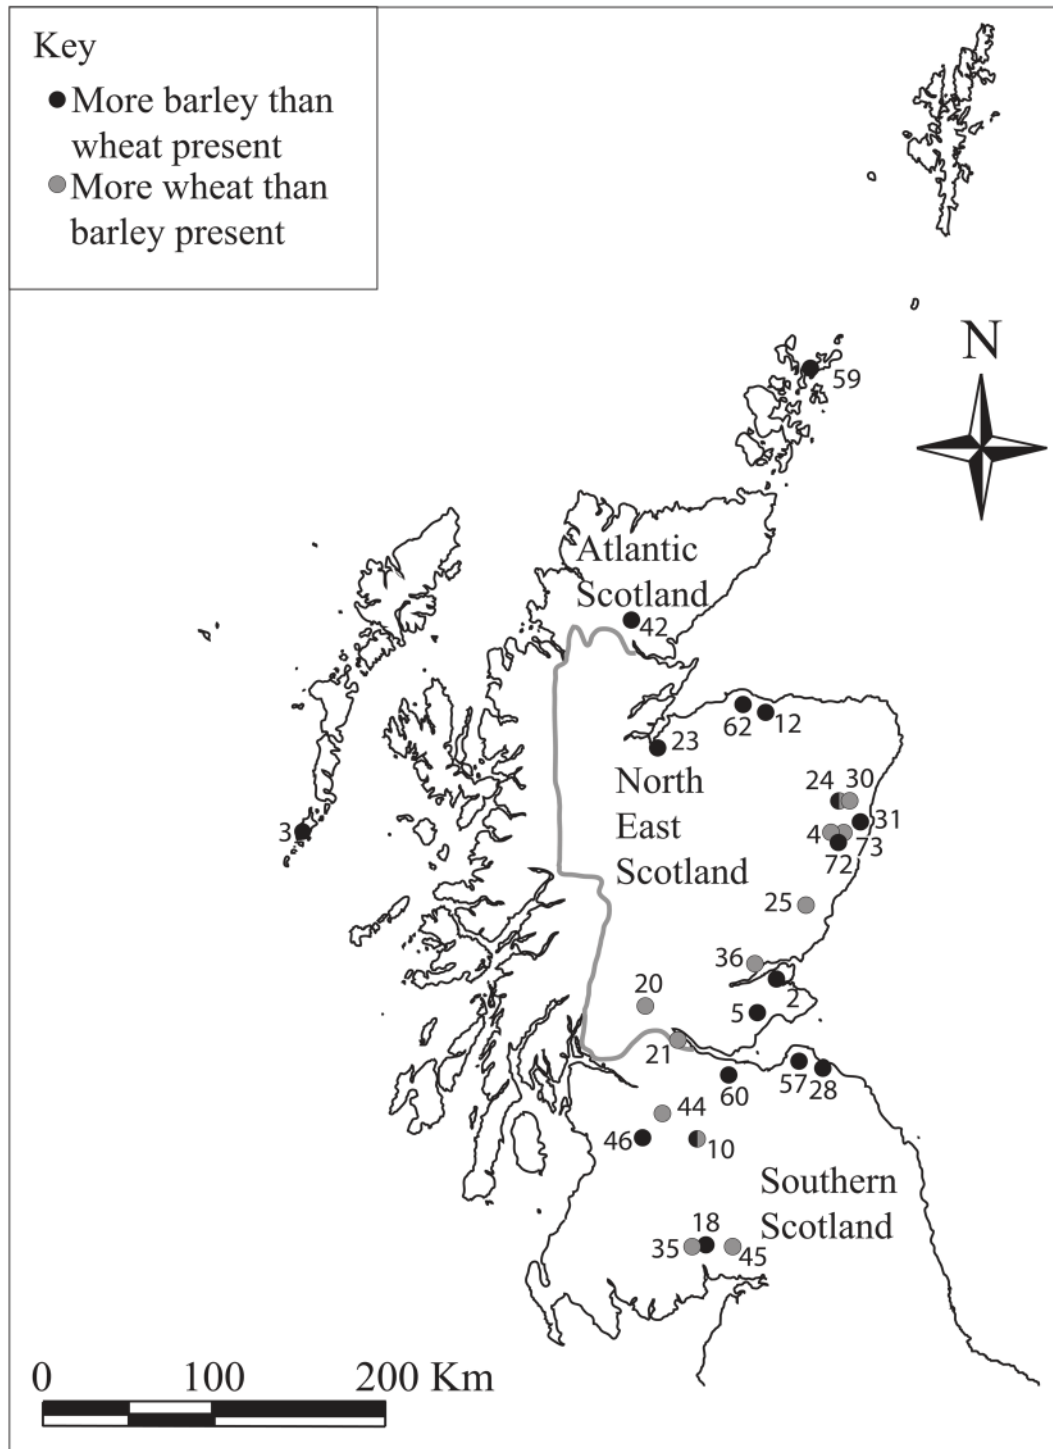 Key
More barley than
wheat present
More wheat than
barley present
N
59
Atlantic
Scotland
42
62
12
23
North
East
Scotland
24
30
31
4
73
72
3
25
36
2
20
5
21
57
28
60
44
46
10
Southern
Scotland
18
35
45
0 100 200 Km